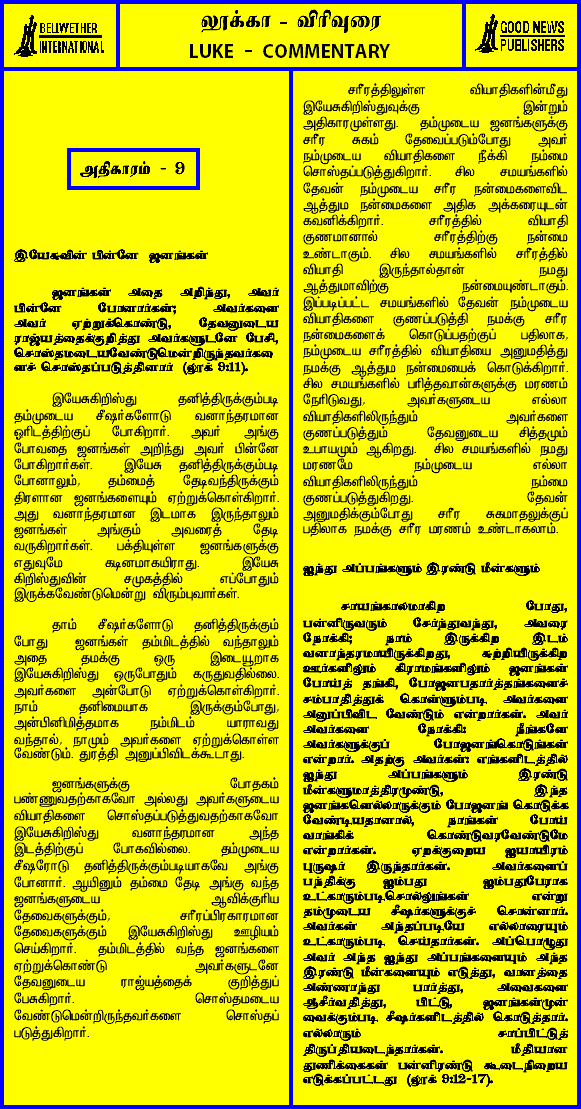 BELWETHER
INTERNATIONAL
லூக்கா - விரிவுரை
LUKE - COMMENTARY
GOOD NEWS
PUBLISHERS
அதிகாரம் - 9
இயேசுவின் பின்னே ஜனங்கள்
ஜனங்கள் அதை அறிந்து, அவர்
பின்னே போனார்கள்; அவர்களை
அவர் ஏற்றுக்கொண்டு, தேவனுடைய
ராஜ்யத்தைக்குறித்து அவர்களுடனே பேசி,
சொஸ்தமடையவேண்டுமென்றிருந்தவர்களை
ளைச் சொஸ்தப்படுத்தினார் (லூக் 9:11).
இயேசுகிறிஸ்து தனித்திருக்கும்படி
தம்முடைய சீஷர்களோடு வனாந்தரமான
ஓரிடத்திற்குப் போகிறார். அவர் அங்கு
போவதை ஜனங்கள் அறிந்து அவர் பின்னே
போகிறார்கள். இயேசு தனித்திருக்கும்படி
போனாலும், தம்மைத் தேடிவந்திருக்கும்
திரளான ஜனங்களையும் ஏற்றுக்கொள்கிறார்.
அது வனாந்தரமான இடமாக இருந்தாலும்
ஜனங்கள் அங்கும் அவரைத் தேடி
வருகிறார்கள். பக்தியுள்ள ஜனங்களுக்கு
எதுவுமே கடினமாகயிராது. இயேசு
கிறிஸ்துவின் சமுகத்தில் எப்போதும்
இருக்கவேண்டுமென்று விரும்புவார்கள்.
தாம் சீஷர்களோடு தனித்திருக்கும்
போது ஜனங்கள் தம்மிடத்தில் வந்தாலும்
அதை தமக்கு ஒரு இடையூறாக
இயேசுகிறிஸ்து ஒருபோதும் கருதுவதில்லை.
அவர்களை அன்போடு ஏற்றுக்கொள்கிறார்.
நாம் தனிமையாக இருக்கும்போது,
அன்பினிமித்தமாக நம்மிடம் யாராவது
வந்தால், நாமும் அவர்களை ஏற்றுக்கொள்ள
வேண்டும். துரத்தி அனுப்பிவிடக்கூடாது.
ஜனங்களுக்கு போதகம்
பண்ணுவதற்காகவோ அல்லது அவர்களுடைய
வியாதிகளை சொஸ்தப்படுத்துவதற்காகவோ
இயேசுகிறிஸ்து வனாந்தரமான அந்த
இடத்திற்குப் போகவில்லை. தம்முடைய
சீஷரோடு தனித்திருக்கும்படியாகவே அங்கு
போனார். ஆயினும் தம்மை தேடி அங்கு வந்த
ஜனங்களுடைய ஆவிக்குரிய
தேவைகளுக்கும், சரீரப்பிரகாரமான
தேவைகளுக்கும் இயேசுகிறிஸ்து ஊழியம்
செய்கிறார். தம்மிடத்தில் வந்த ஜனங்களை
ஏற்றுக்கொண்டு அவர்களுடனே
தேவனுடைய ராஜ்யத்தைக் குறித்துப்
பேசுகிறார். சொஸ்தமடைய
வேண்டுமென்றிருந்தவர்களை சொஸ்தப்
படுத்துகிறார்.
சரீரத்திலுள்ள வியாதிகளின்மீது
இயேசுகிறிஸ்துவுக்கு இன்றும்
அதிகாரமுள்ளது. தம்முடைய ஜனங்களுக்கு
சரீர சுகம் தேவைப்படும்போது அவர்
நம்முடைய வியாதிகளை நீக்கி நம்மை
சொஸ்தப்படுத்துகிறார். சில சமயங்களில்
தேவன் நம்முடைய சரீர நன்மைகளைவிட
ஆத்தும நன்மைகளை அதிக அக்கரையுடன்
கவனிக்கிறார். சரீரத்தில் வியாதி
குணமானால் சரீரத்திற்கு நன்மை
உண்டாகும். சில சமயங்களில் சரீரத்தில்
வியாதி இருந்தால்தான் நமது
ஆத்துமாவிற்கு நன்மையுண்டாகும்.
இப்படிப்பட்ட சமயங்களில் தேவன் நம்முடைய
வியாதிகளை குணப்படுத்தி நமக்கு சரீர
நன்மைகளைக் கொடுப்பதற்குப் பதிலாக,
நம்முடைய சரீரத்தில் வியாதியை அனுமதித்து
நமக்கு ஆத்தும நன்மையைக் கொடுக்கிறார்.
சில சமயங்களில் பரித்தவான்களுக்கு மரணம்
நேரிடுவது, அவர்களுடைய எல்லா
வியாதிகளிலிருந்தும் அவர்களை
குணப்படுத்தும் தேவனுடைய சித்தமும்
உபாயமும் ஆகிறது. சில சமயங்களில் நமது
மரணமே நம்முடைய எல்லா
வியாதிகளிலிருந்தும் நம்மை
குணப்படுத்துகிறது. தேவன்
அனுமதிக்கும்போது சரீர சுகமாதலுக்குப்
பதிலாக நமக்கு சரீர மரணம் உண்டாகலாம்.
ஐந்து அப்பங்களும் இரண்டு மீன்களும்
சாயங்காலமாகிற போது,
பன்னிருவரும் சேர்ந்துவந்து, அவரை
நோக்கி; நாம் இருக்கிற இடம்
வனாந்தரமாயிருக்கிறது, சுற்றியிருக்கிற
ஊர்களிலும் கிராமங்களிலும் ஜனங்கள்
போய்த் தங்கி, போஜனபதார்த்தங்களைச்
சம்பாதித்துக் கொள்ளும்படி அவர்களை
அனுப்பிவிட வேண்டும் என்றார்கள். அவர்
அவர்களை நோக்கி: நீங்களே
அவர்களுக்குப் போஜனங்கொடுங்கள்
என்றார். அதற்கு அவர்கள்: எங்களிடத்தில்
ஐந்து அப்பங்களும் இரண்டு
மீன்களுமாத்திரமுண்டு, இந்த
ஜனங்களெல்லாருக்கும் போஜனங் கொடுக்க
வேண்டியதானால், நாங்கள் போய்
வாங்கிக் கொண்டுவரவேண்டுமே
என்றார்கள். ஏறக்குறைய ஐயாயிரம்
புருஷர் இருந்தார்கள். அவர்களைப்
பந்திக்கு ஐம்பது ஐம்பதுபேராக
உட்காரும்படிசொல்லுங்கள் என்று
தம்முடைய சீஷர்களுக்குச் சொன்னார்.
அவர்கள் அந்தப்படியே எல்லாரையும்
உட்காரும்படி செய்தார்கள். அப்பொழுது
அவர் அந்த ஐந்து அப்பங்களையும் அந்த
இரண்டு மீன்களையும் எடுத்து, வானத்தை
அண்ணாந்து பார்த்து, அவைகளை
ஆசீர்வதித்து, பிட்டு, ஜனங்கள்முன்
வைக்கும்படி சீஷர்களிடத்தில் கொடுத்தார்.
எல்லாரும் சாப்பிட்டுத்
திருப்தியடைந்தார்கள். மீதியான
துணிக்கைகள் பன்னிரண்டு கூடைநிறைய
எடுக்கப்பட்டது (லூக் 9:12-17).